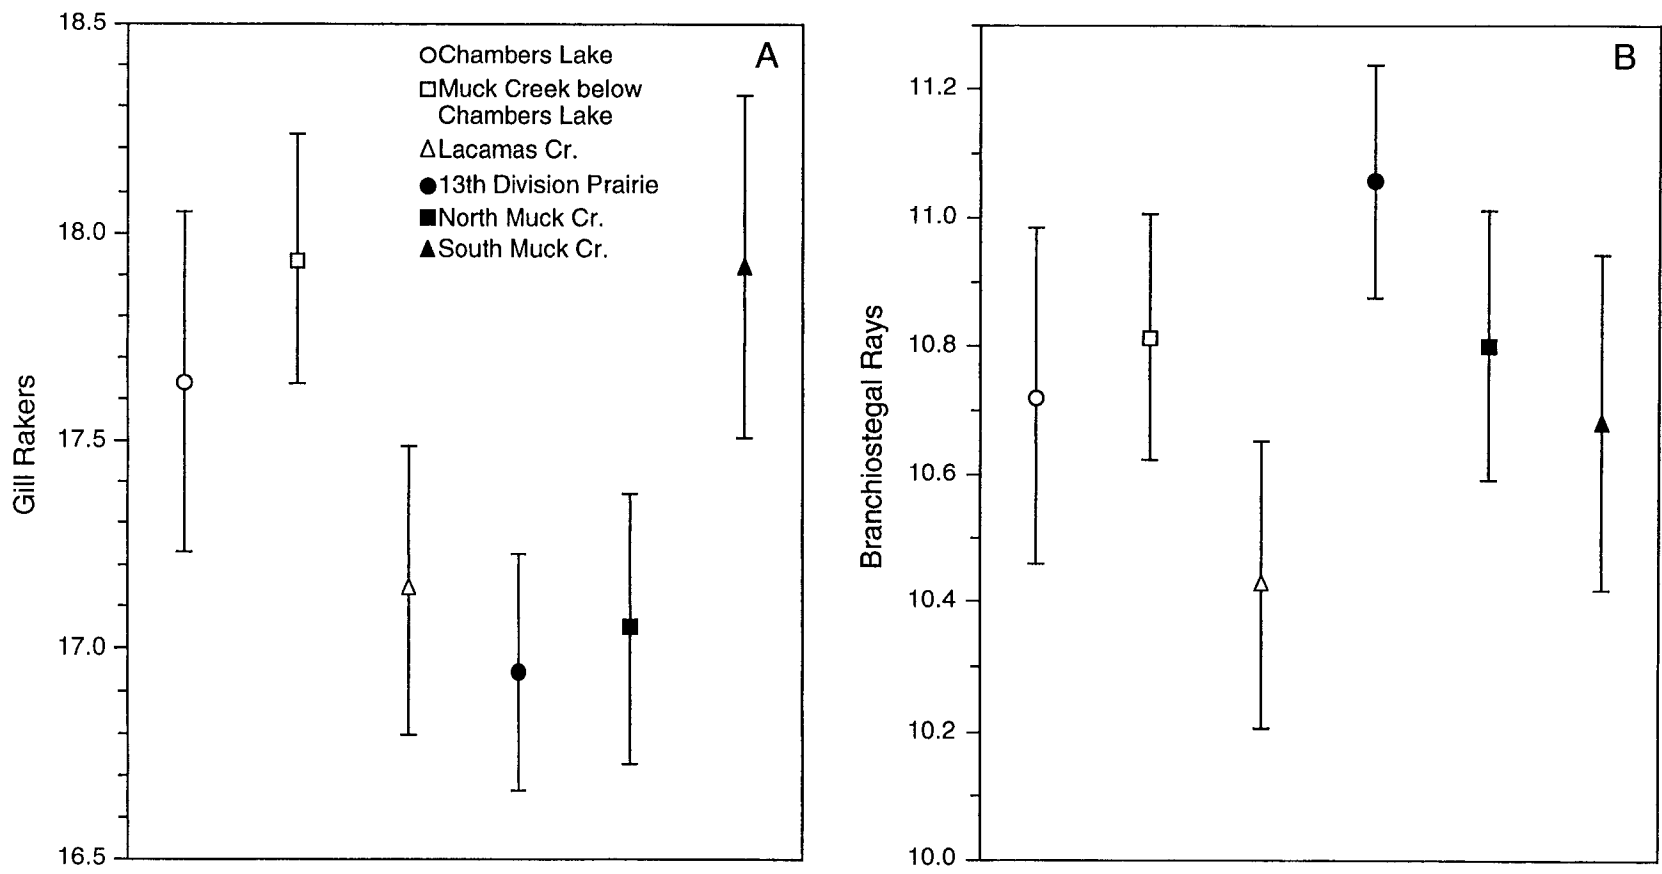 A
Chambers Lake
Muck Creek below
Chambers Lake
Lacamas Cr.
13th Division Prairie
North Muck Cr.
South Muck Cr.
18.5
18.0
17.5
17.0
16.5
Gill Rakers
B
11.2
11.0
10.8
10.6
10.4
10.2
10.0
Branchiostegal Rays